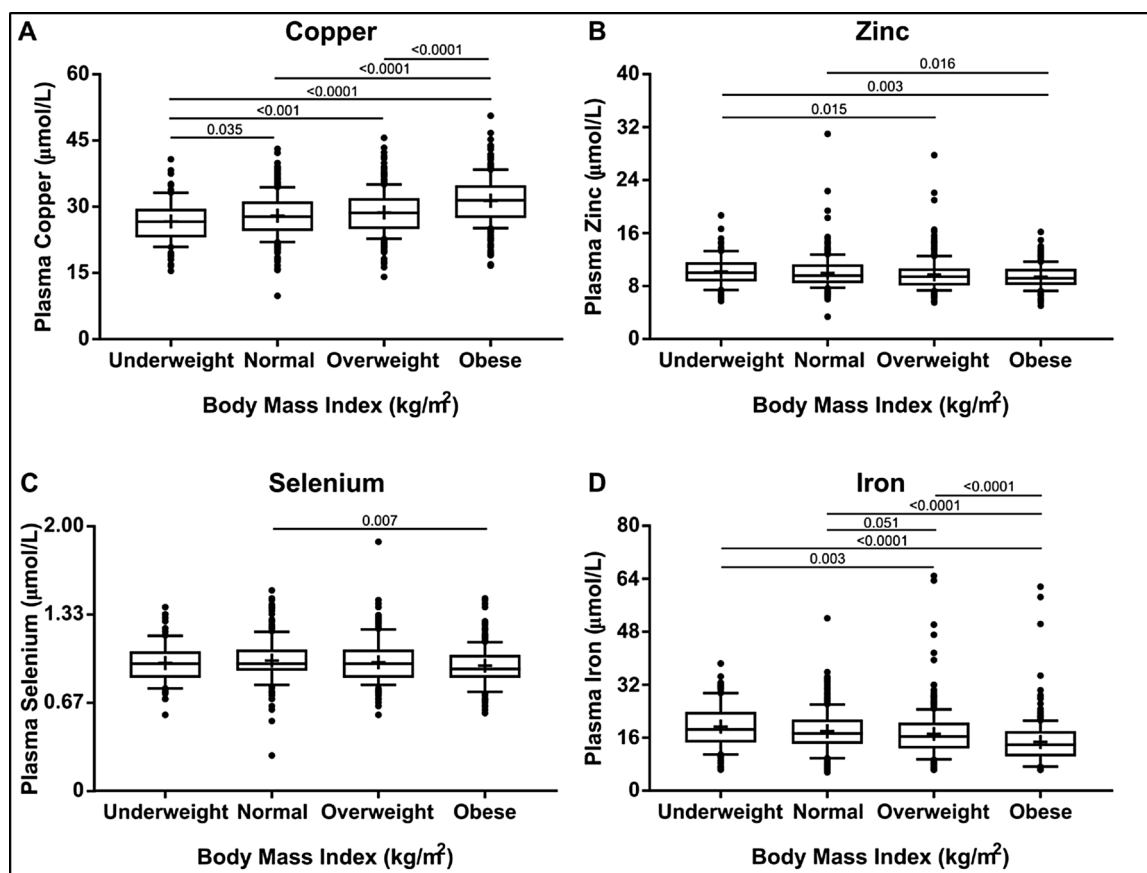 A
Copper
<0.0001
<0.0001
<0.0001
<0.001
0.035
Plasma Copper (μmol/L)
60
45
30
15
0
Underweight Normal Overweight Obese
Body Mass Index (kg/m²)
B
Zinc
0.016
0.003
0.015
Plasma Zinc (μmol/L)
40
32
24
16
8
0
Underweight Normal Overweight Obese
Body Mass Index (kg/m²)
C
Selenium
0.007
Plasma Selenium (μmol/L)
2.00
1.33
0.67
0
Underweight Normal Overweight Obese
Body Mass Index (kg/m²)
D
Iron
<0.0001
<0.0001
0.051
<0.0001
0.003
Plasma Iron (μmol/L)
80
64
48
32
16
0
Underweight Normal Overweight Obese
Body Mass Index (kg/m²)